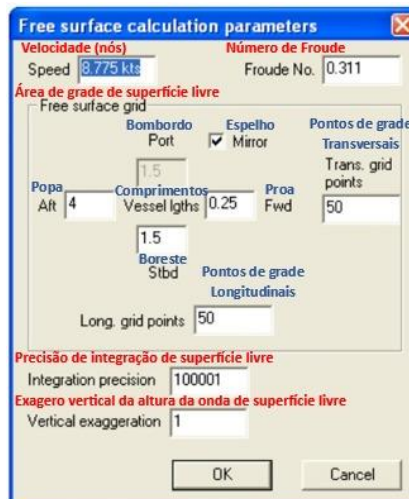 Free surface calculation parameters
Velocidade (nós) Número de Froude
Speed 8.775 kts Froude No. 0.311
Área de grade de superfície livre
Free surface grid
Bombordo Espelho Pontos de grade
Port Mirror Transversais
1.5 Trans. grid
Popa Comprimentos Proa points
Aft 4 Vessel lgths 0.25 Fwd 50
1.5
Boreste
Stbd Pontos de grade
Longitudinais
Long. grid points 50
Precisão de integração de superfície livre
Integration precision 100001
Exagero vertical da altura da onda de superfície livre
Vertical exaggeration 1
OK Cancel